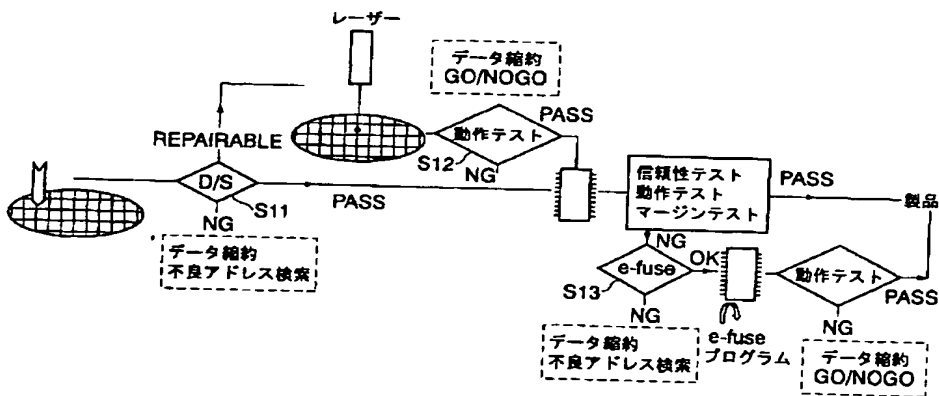 レーザー
データ縮約
GO/NOGO
PASS
REPAIRABLE
動作テスト
S12
NG
D/S
S11
PASS
NG
データ縮約
不良アドレス検索
信頼性テスト
動作テスト
マージンテスト
PASS
製品
NG
e-fuse
OK
S13
NG
動作テスト
PASS
NG
e-fuse
プログラム
データ縮約
不良アドレス検索
データ縮約
GO/NOGO